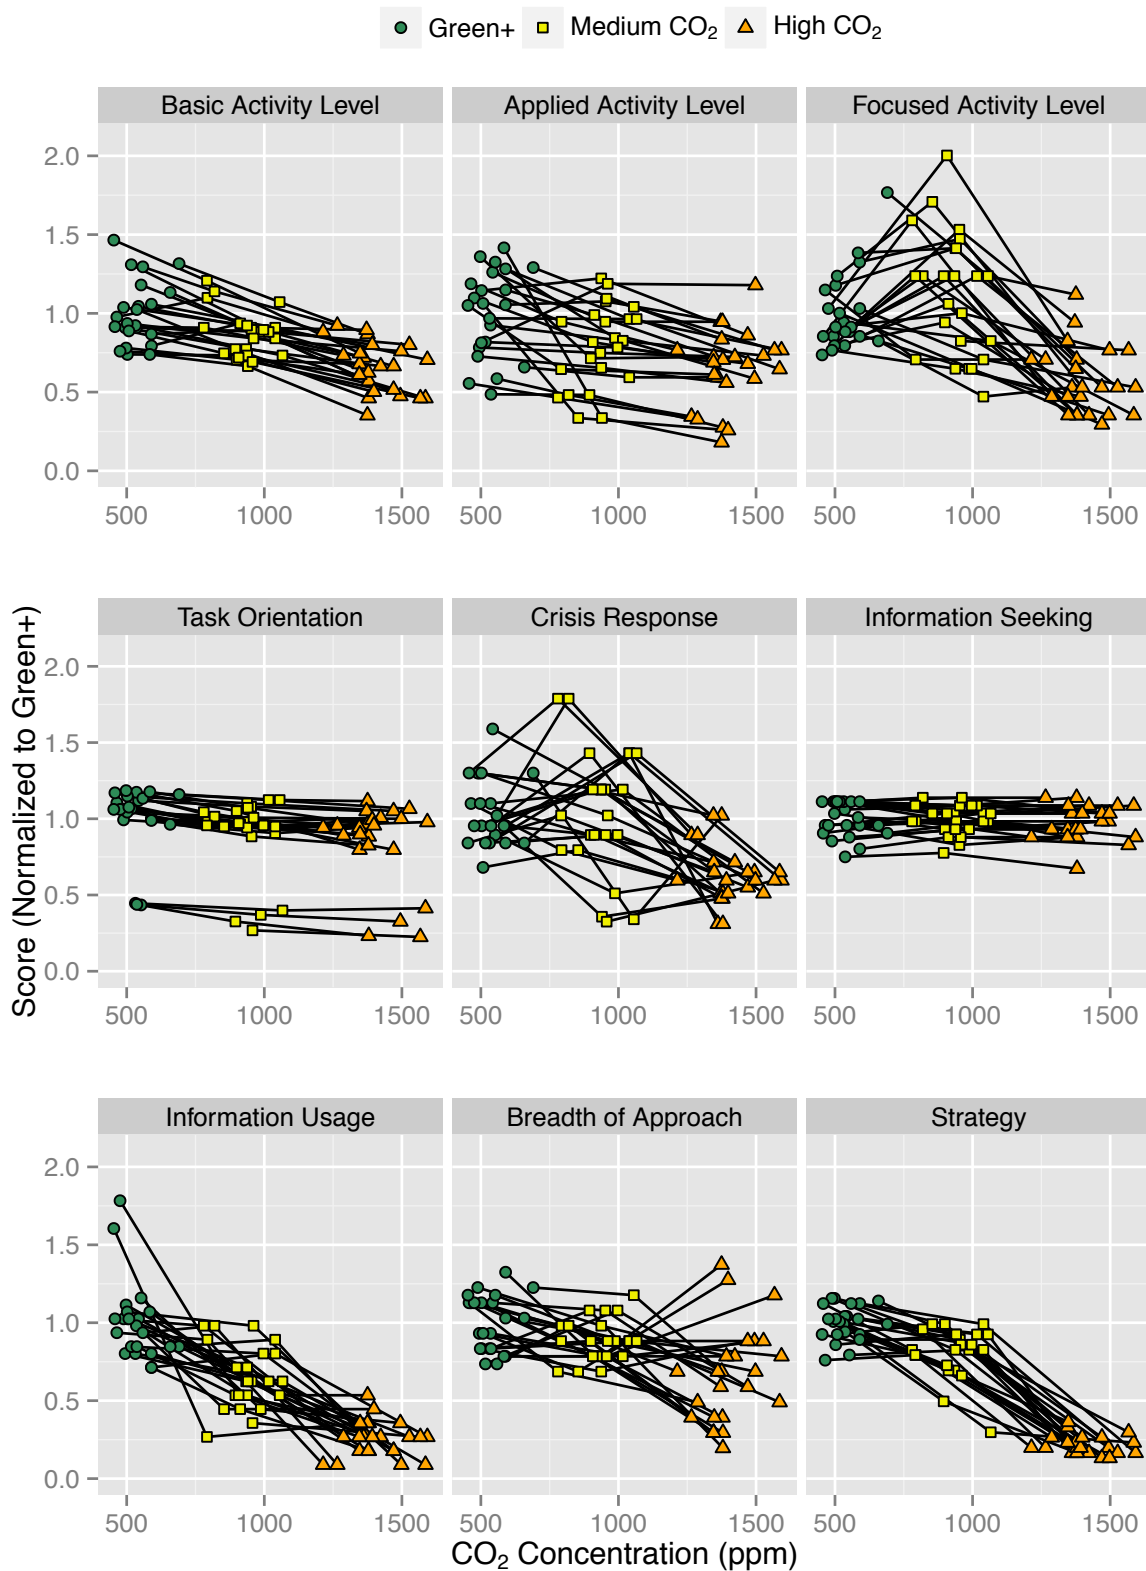 Green+ Medium CO₂ High CO₂
Basic Activity Level Applied Activity Level Focused Activity Level
2.0
1.5
1.0
0.5
0.0
500 1000 1500 500 1000 1500 500 1000 1500
Score (Normalized to Green+)
Task Orientation Crisis Response Information Seeking
2.0
1.5
1.0
0.5
0.0
500 1000 1500 500 1000 1500 500 1000 1500
Information Usage Breadth of Approach Strategy
2.0
1.5
1.0
0.5
0.0
500 1000 1500 500 1000 1500 500 1000 1500
CO₂ Concentration (ppm)